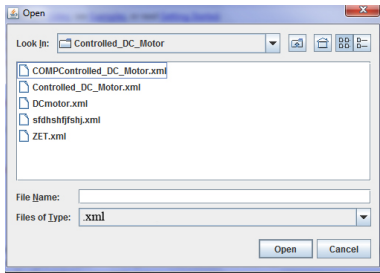 Open
Look In: Controlled_DC_Motor
COMPControlled_DC_Motor.xml
Controlled_DC_Motor.xml
DCmotor.xml
sfdhshfjfshj.xml
ZET.xml
File Name:
Files of Type: .xml
Open Cancel